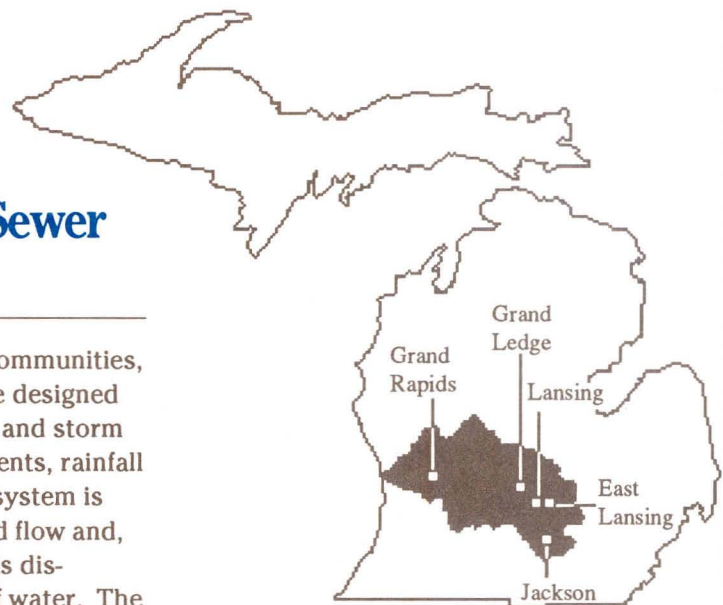 Sewer
ommunities,
e designed
and storm
ents, rainfall
system is
d flow and,
s dis-
f water. The
Grand
Ledge
Grand
Rapids
Lansing
East
Lansing
Jackson